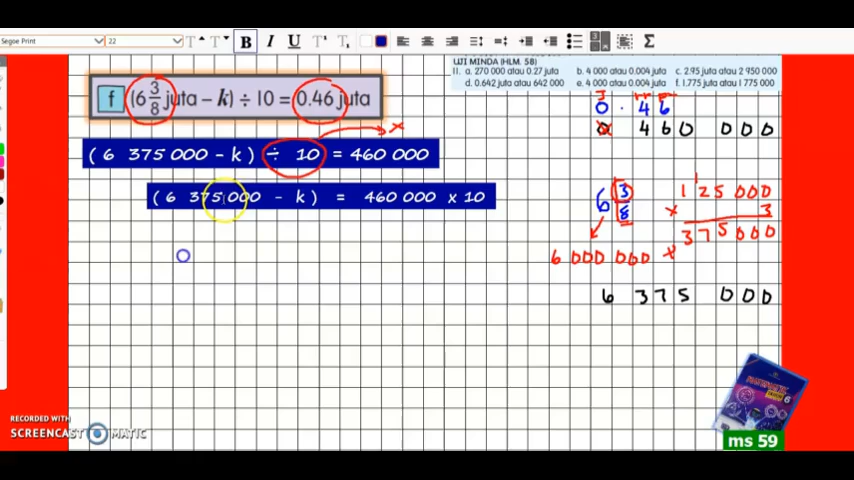 Segoe Print 22 T T B I U T T Σ
UJI MINDA (HLM. 58)
11. a. 270 000 atau 0.27 juta b. 4 000 atau 0.004 juta c. 2.95 juta atau 2 950 000
d. 0.642 juta atau 642 000 e. 4 000 atau 0.004 juta f. 1.775 juta atau 1 775 000
f (6 3/8 juta – k) ÷ 10 = 0.46 juta
0 . 4 6
0 4 6 0 0 0 0
( 6 375 000 - k ) ÷ 10 = 460 000
( 6 375 000 - k ) = 460 000 x 10
6 3/8
1
1 2 5 0 0 0
x 3
3 7 5 0 0 0
6 000 000
6 3 7 5 0 0 0
RECORDED WITH
SCREENCAST MATIC
6
ms 59